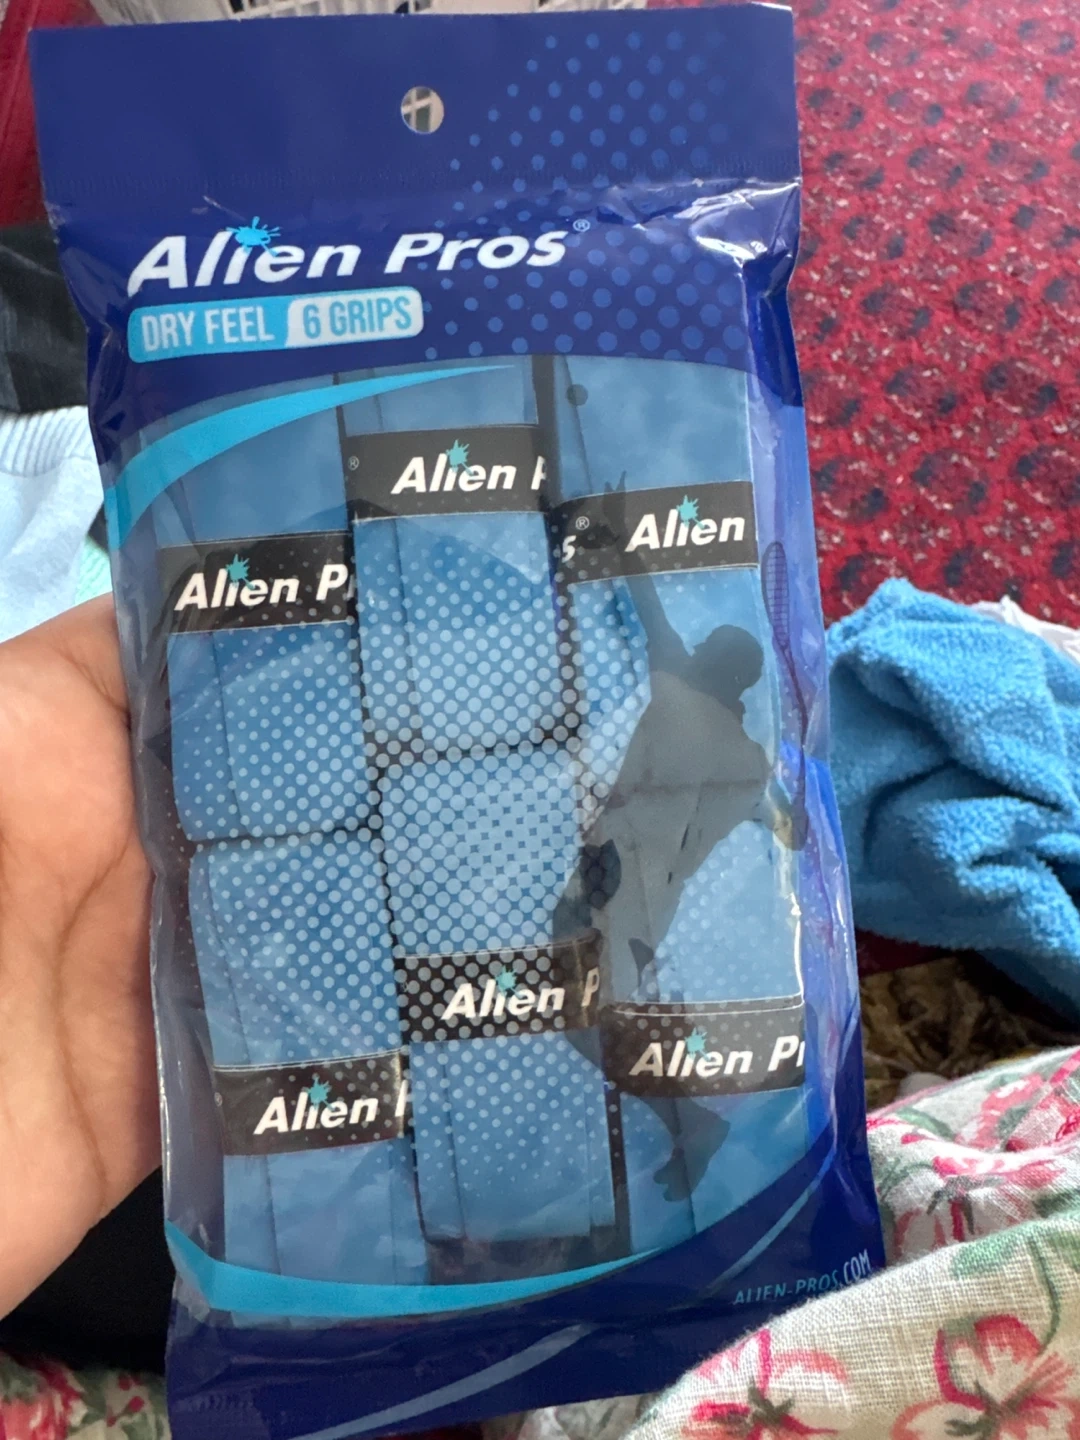 Alien Pros®
DRY FEEL 6 GRIPS
® Alien P
s® Alien
Alien P
Alien P
Alien P
Alien
ALIEN-PROS.COM